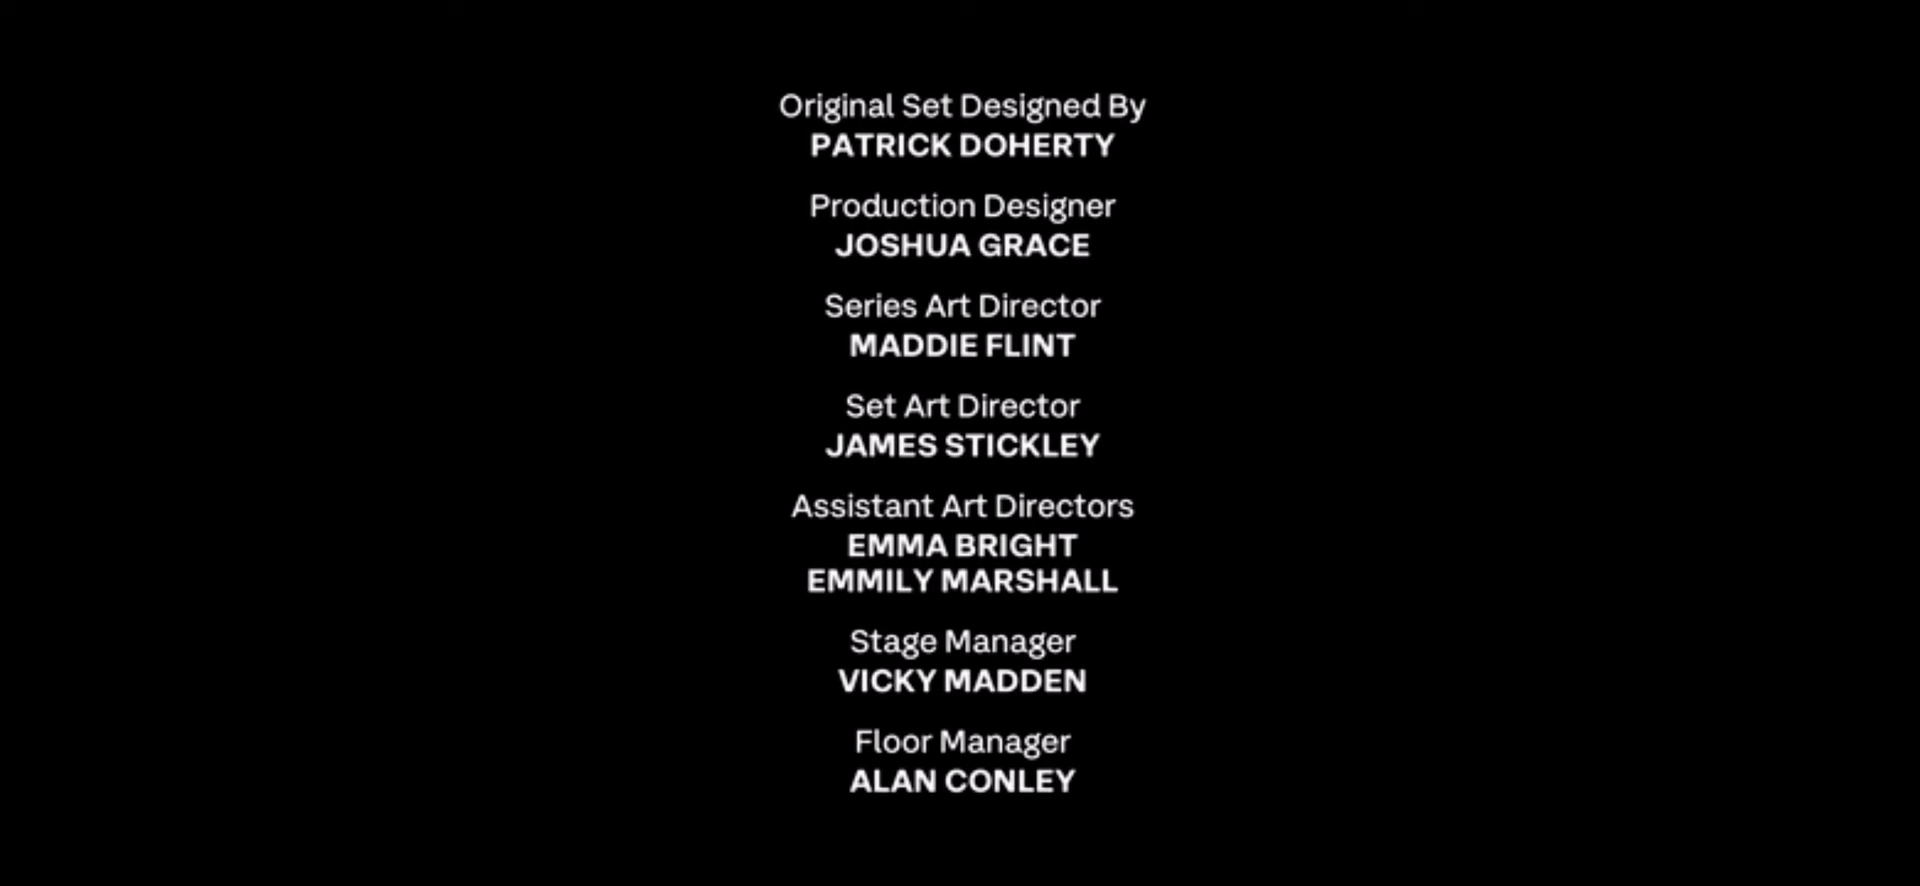 Original Set Designed By
PATRICK DOHERTY
Production Designer
JOSHUA GRACE
Series Art Director
MADDIE FLINT
Set Art Director
JAMES STICKLEY
Assistant Art Directors
EMMA BRIGHT
EMMILY MARSHALL
Stage Manager
VICKY MADDEN
Floor Manager
ALAN CONLEY